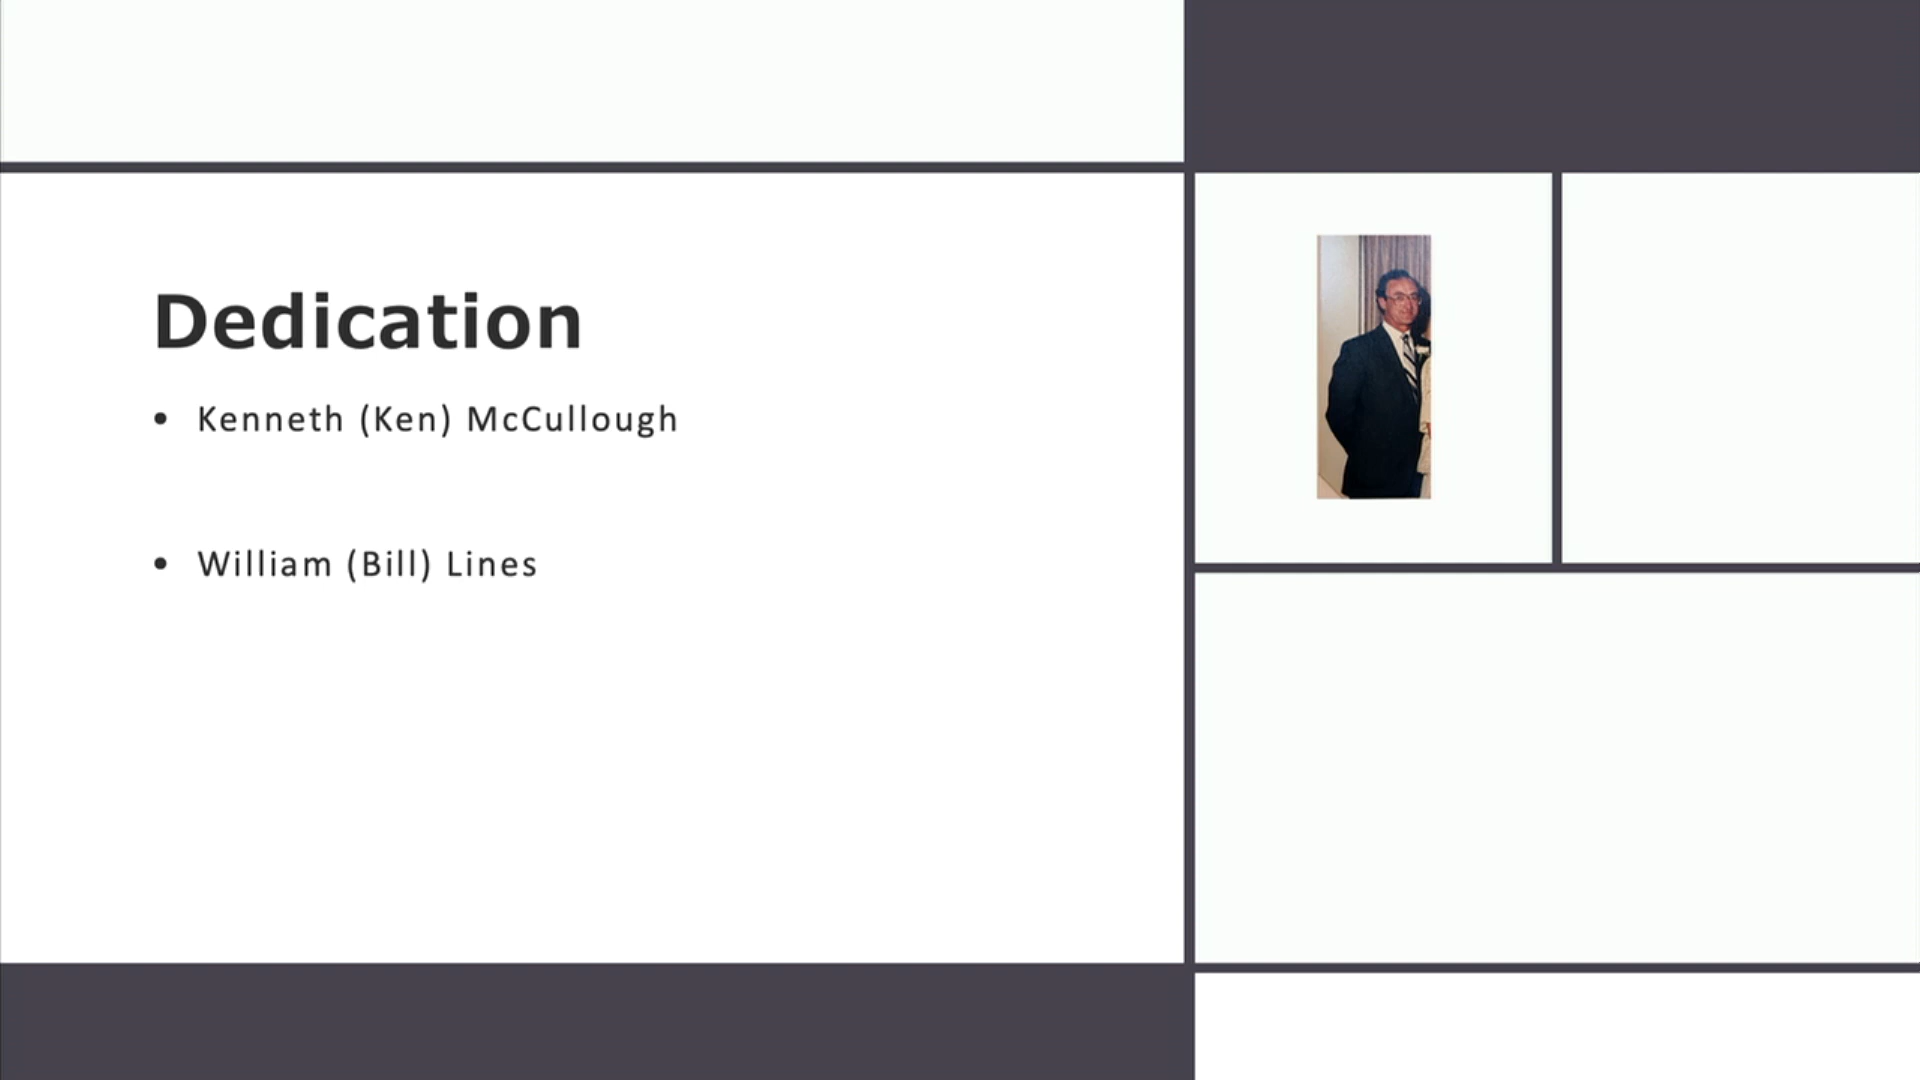 Dedication
• Kenneth (Ken) McCullough
• William (Bill) Lines